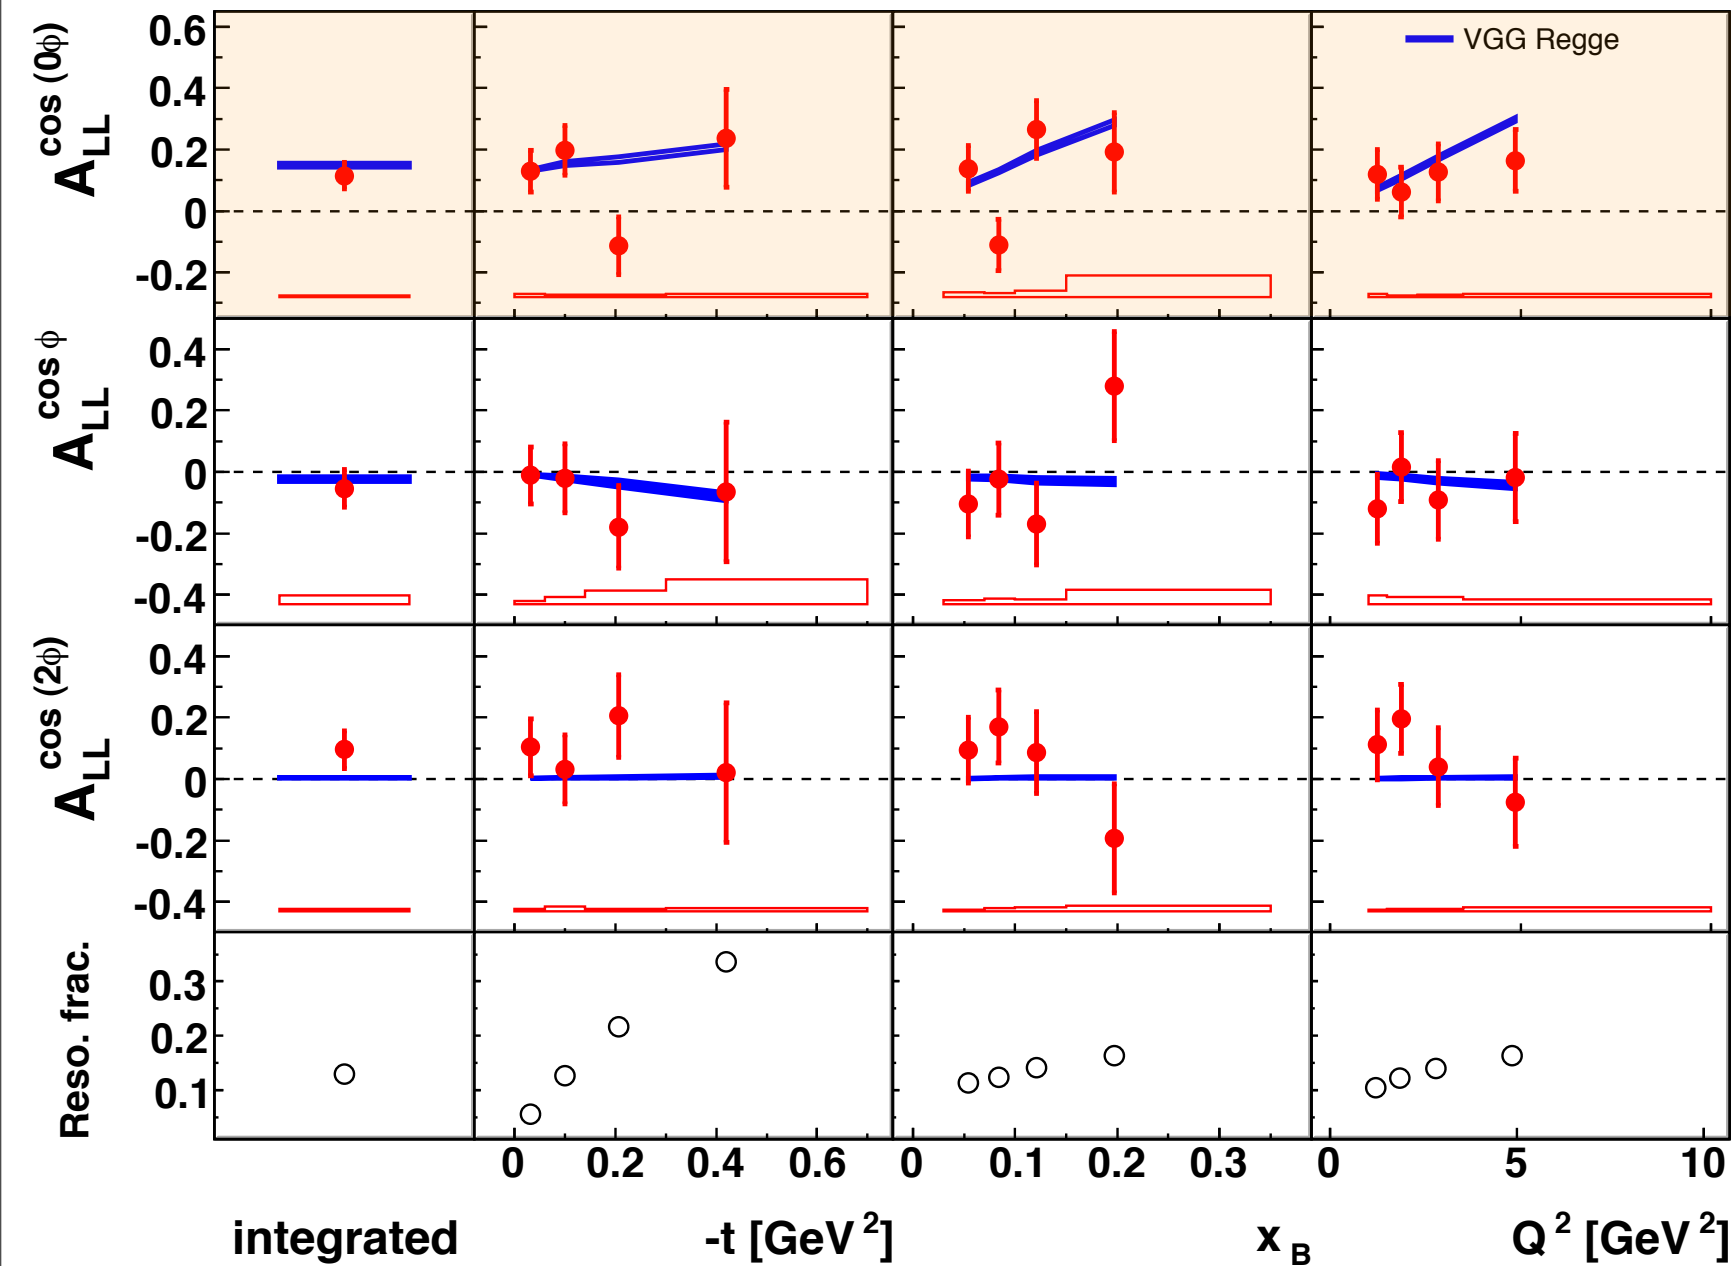 VGG Regge
A_LL^cos (0φ)
0.6
0.4
0.2
0
-0.2
A_LL^cos φ
0.4
0.2
0
-0.2
-0.4
A_LL^cos (2φ)
0.4
0.2
0
-0.2
-0.4
Reso. frac.
0.3
0.2
0.1
0 0.2 0.4 0.6
0 0.1 0.2 0.3
0 5 10
integrated
-t [GeV²]
x_B
Q² [GeV²]